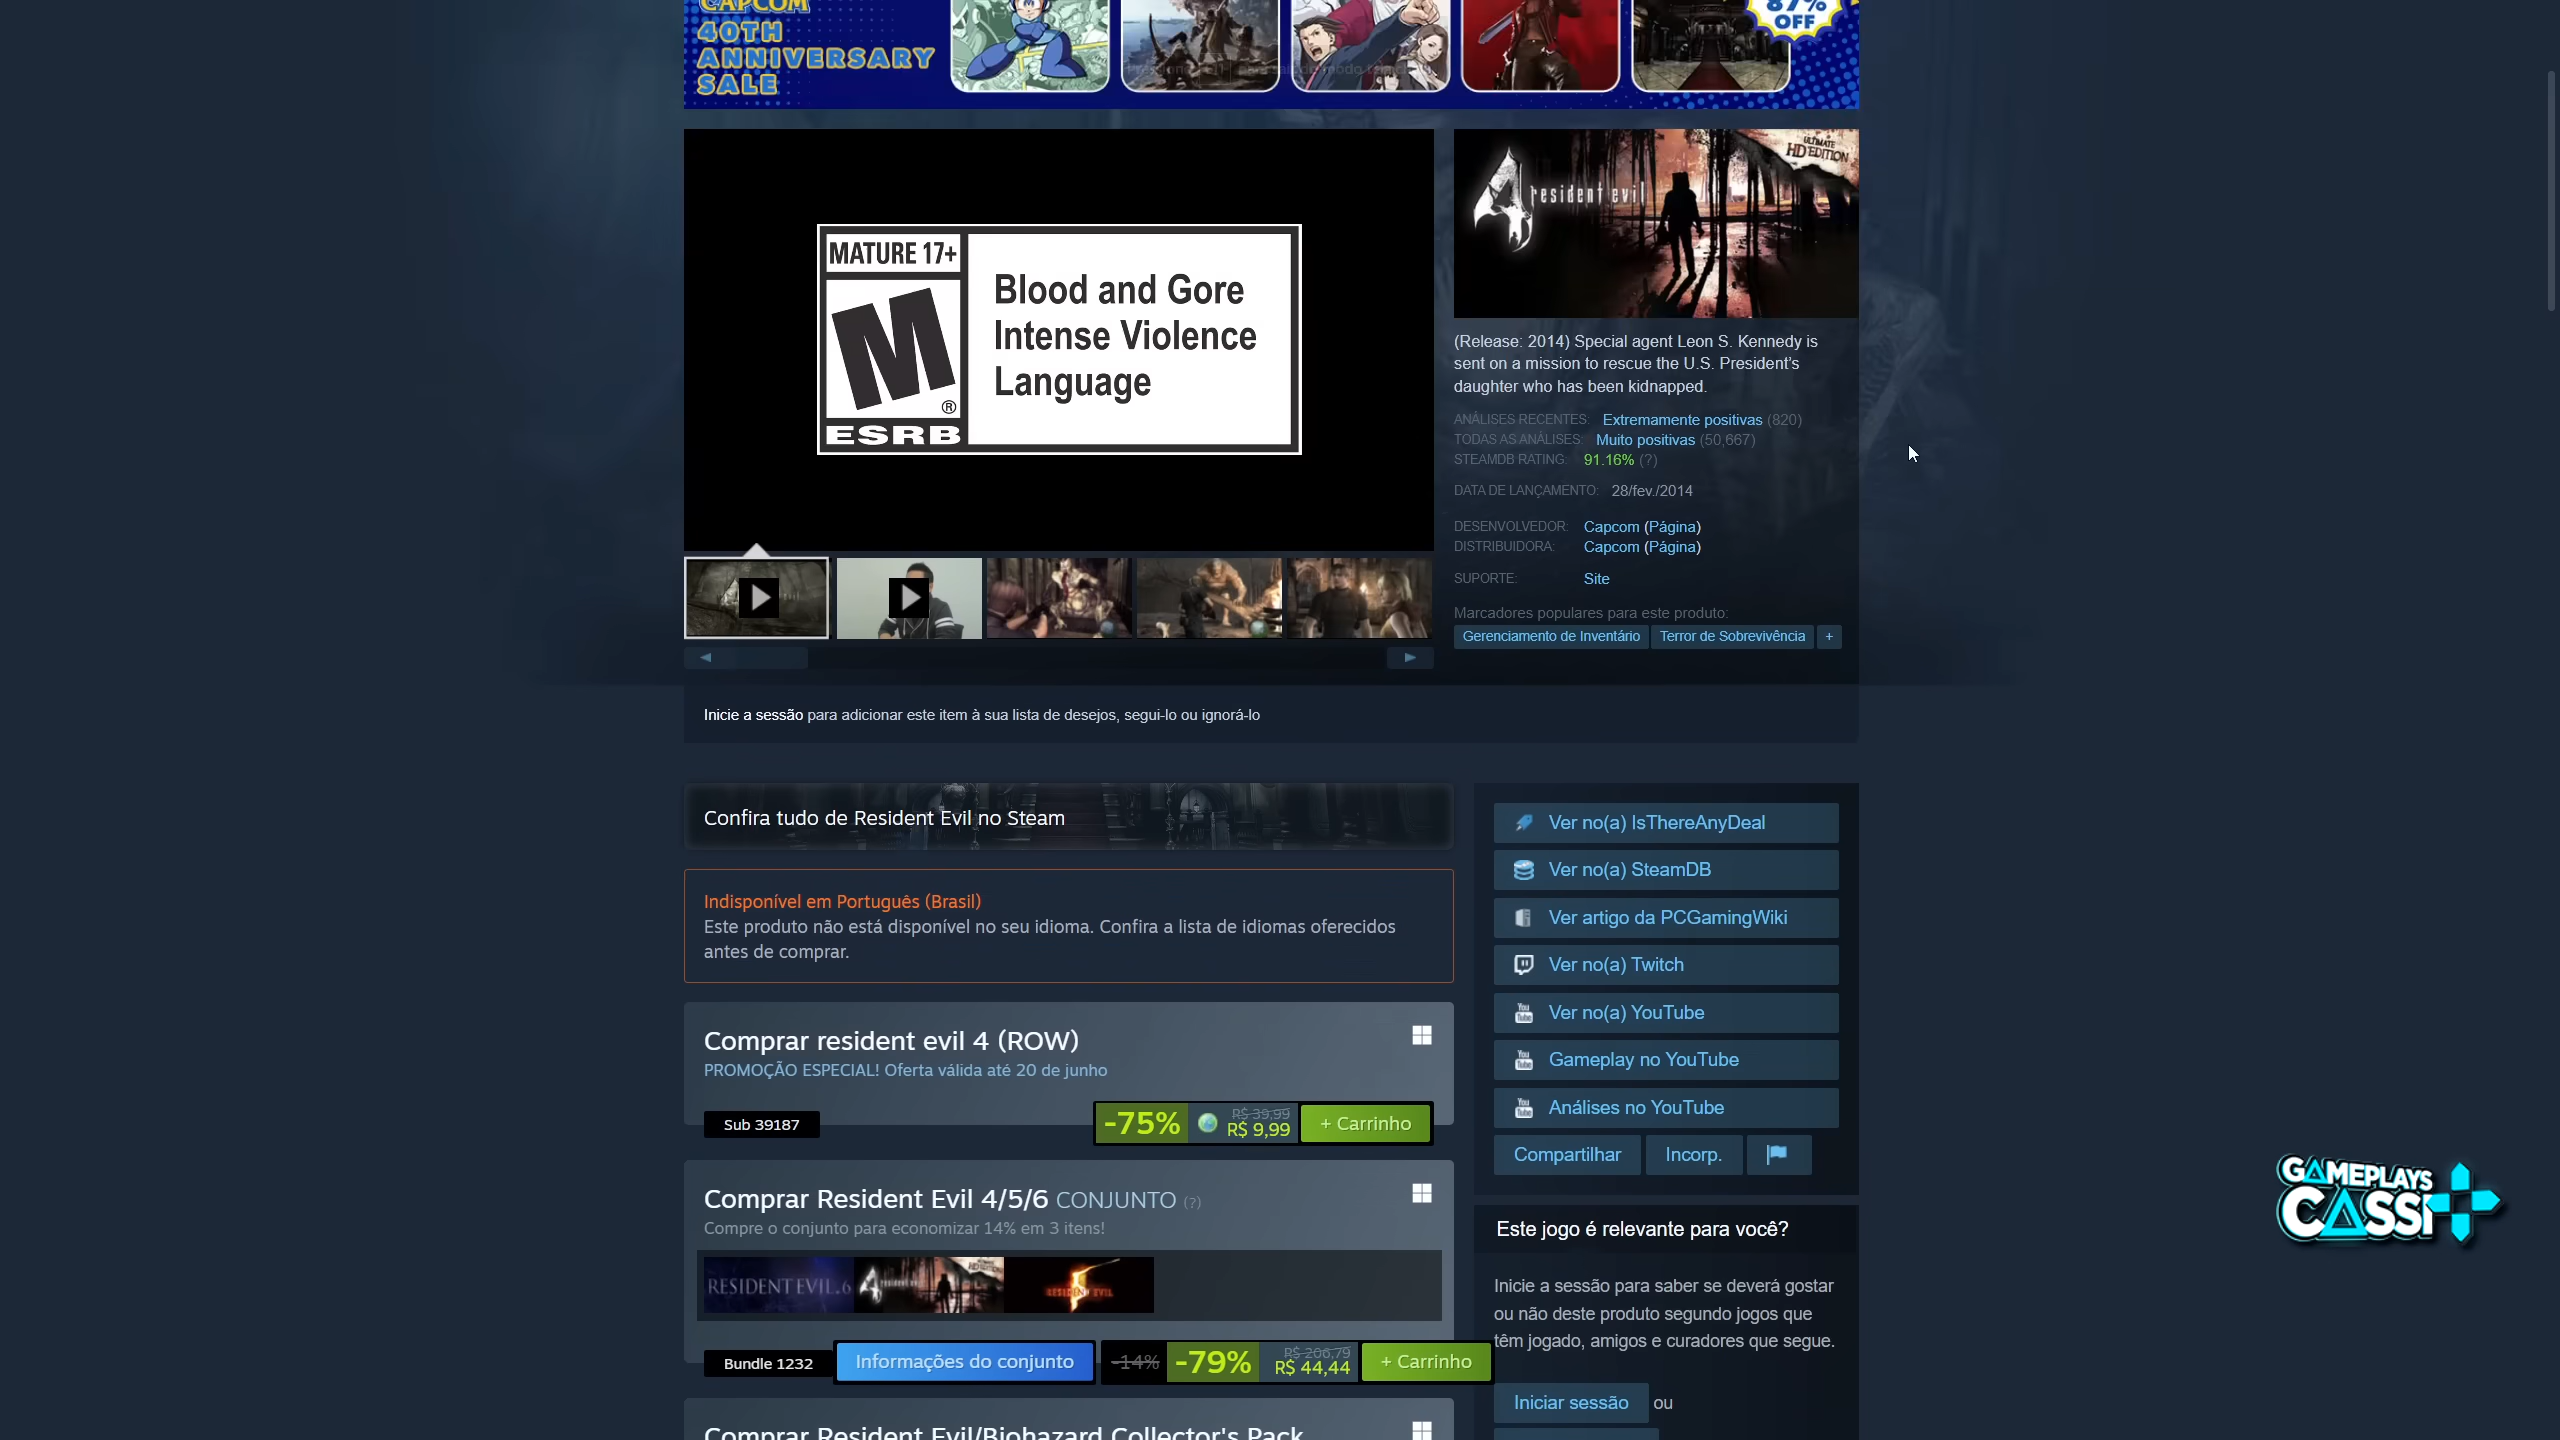 CAPCOM
40TH
ANNIVERSARY
SALE
87%
OFF
MATURE 17+
M
®
ESRB
Blood and Gore
Intense Violence
Language
4 resident evil
ULTIMATE
HD EDITION
(Release: 2014) Special agent Leon S. Kennedy is
sent on a mission to rescue the U.S. President's
daughter who has been kidnapped.
ANÁLISES RECENTES: Extremamente positivas (820)
TODAS AS ANÁLISES: Muito positivas (50,667)
STEAMDB RATING: 91.16% (?)
DATA DE LANÇAMENTO: 28/fev./2014
DESENVOLVEDOR: Capcom (Página)
DISTRIBUIDORA: Capcom (Página)
SUPORTE: Site
Marcadores populares para este produto:
Gerenciamento de Inventário Terror de Sobrevivência +
Inicie a sessão para adicionar este item à sua lista de desejos, segui-lo ou ignorá-lo
Confira tudo de Resident Evil no Steam
Indisponível em Português (Brasil)
Este produto não está disponível no seu idioma. Confira a lista de idiomas oferecidos
antes de comprar.
Comprar resident evil 4 (ROW)
PROMOÇÃO ESPECIAL! Oferta válida até 20 de junho
Sub 39187
-75%
R$ 39,99
R$ 9,99
+ Carrinho
Comprar Resident Evil 4/5/6 CONJUNTO (?)
Compre o conjunto para economizar 14% em 3 itens!
RESIDENT EVIL.6
4
RESIDENT EVIL
Bundle 1232
Informações do conjunto
-14%
-79%
R$ 206,79
R$ 44,44
+ Carrinho
Comprar Resident Evil/Biohazard Collector's Pack
Ver no(a) IsThereAnyDeal
Ver no(a) SteamDB
Ver artigo da PCGamingWiki
Ver no(a) Twitch
Ver no(a) YouTube
Gameplay no YouTube
Análises no YouTube
Compartilhar Incorp.
Este jogo é relevante para você?
Inicie a sessão para saber se deverá gostar
ou não deste produto segundo jogos que
têm jogado, amigos e curadores que segue.
Iniciar sessão ou
GAMEPLAYS
CASSI